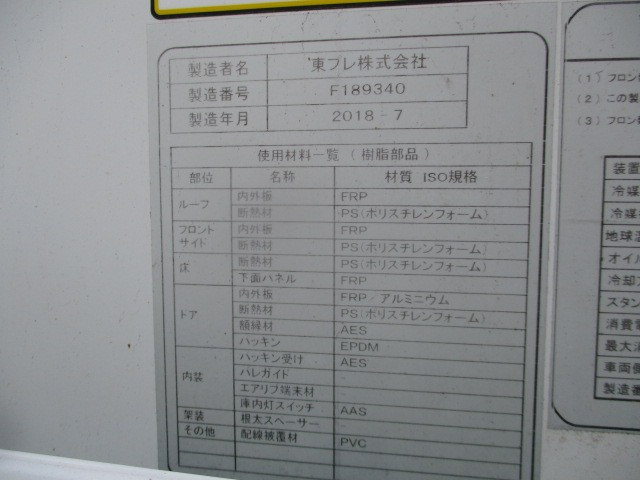 製造者名 東プレ株式会社
製造番号 F189340
製造年月 2018-7
使用材料一覧 (樹脂部品)
部位 名称 材質 ISO規格
ルーフ 内外板 FRP
断熱材 PS(ポリスチレンフォーム)
フロント サイド 内外板 FRP
断熱材 PS(ポリスチレンフォーム)
床 断熱材 PS(ポリスチレンフォーム)
下面パネル FRP
ドア 内外板 FRP/アルミニウム
断熱材 PS(ポリスチレンフォーム)
額縁材 AES
パッキン EPDM
内装 パッキン受け AES
バレガイド -
エアリブ端末材 -
庫内灯スイッチ AAS
架装 根太スペーサー -
その他 配線被覆材 PVC
(1) フロン
(2) この製
(3) フロン
装置
冷媒
冷媒
地球温
オイル
冷却
スタン
消費電
最大
車両
製造番